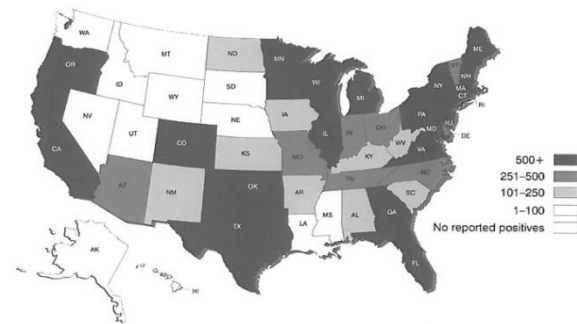 WA
MT
ND
MN
ME
OR
ID
SD
WI
NH
NY
MA
WY
MI
CT
RI
NE
IA
PA
NJ
NV
UT
IL
IN
OH
MD
DE
CA
CO
KS
MO
KY
WV
VA
AZ
NM
OK
AR
TN
NC
SC
TX
LA
MS
AL
GA
AK
HI
FL
500+
251–500
101–250
1–100
No reported positives